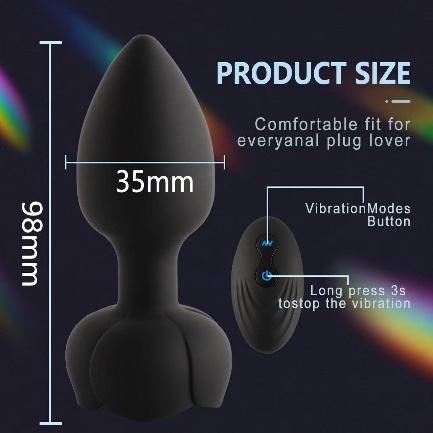 PRODUCT SIZE
Comfortable fit for
everyanal plug lover
35mm
98mm
VibrationModes
Button
Long press 3s
tostop the vibration